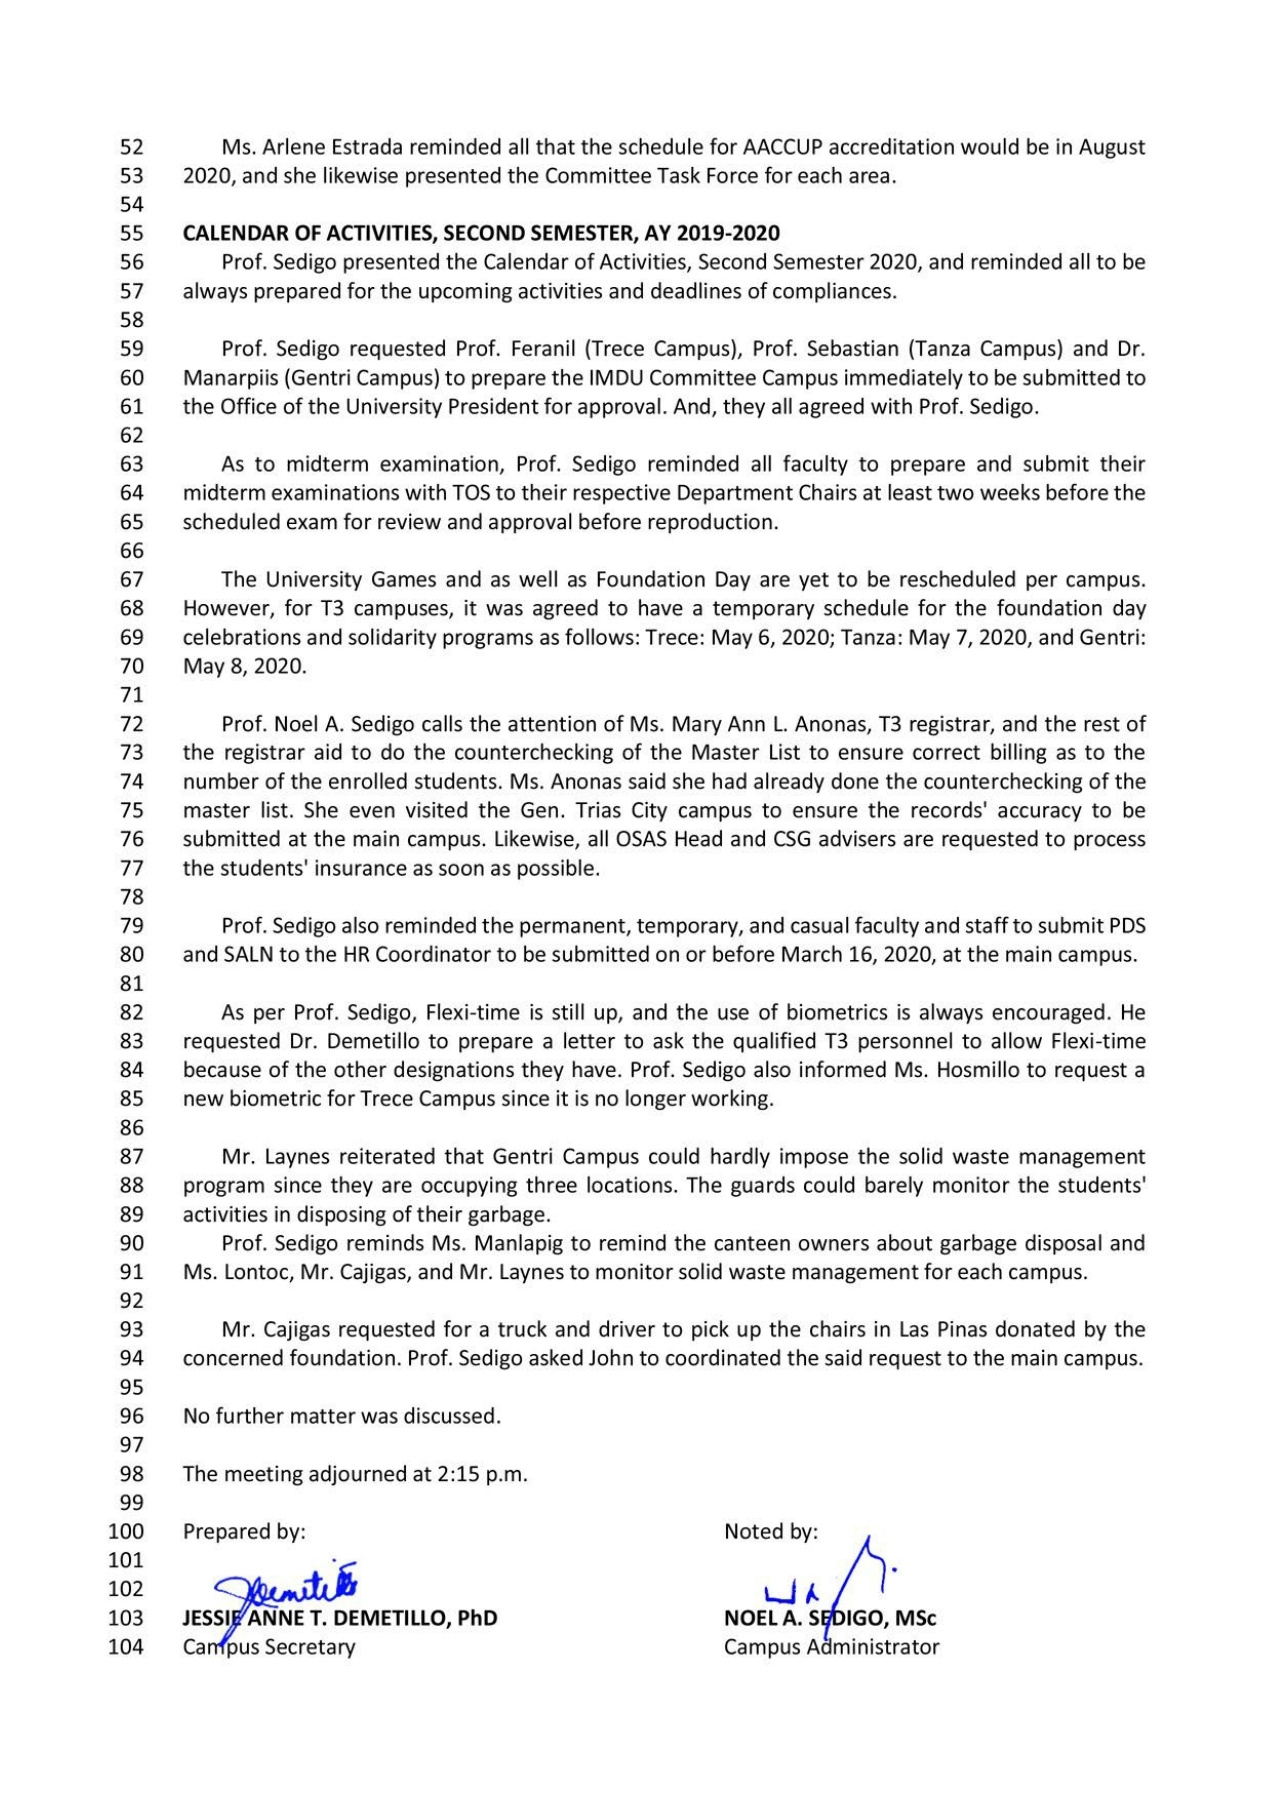 52 Ms. Arlene Estrada reminded all that the schedule for AACCUP accreditation would be in August
53 2020, and she likewise presented the Committee Task Force for each area.
54
55 CALENDAR OF ACTIVITIES, SECOND SEMESTER, AY 2019-2020
56 Prof. Sedigo presented the Calendar of Activities, Second Semester 2020, and reminded all to be
57 always prepared for the upcoming activities and deadlines of compliances.
58
59 Prof. Sedigo requested Prof. Feranil (Trece Campus), Prof. Sebastian (Tanza Campus) and Dr.
60 Manarpiis (Gentri Campus) to prepare the IMDU Committee Campus immediately to be submitted to
61 the Office of the University President for approval. And, they all agreed with Prof. Sedigo.
62
63 As to midterm examination, Prof. Sedigo reminded all faculty to prepare and submit their
64 midterm examinations with TOS to their respective Department Chairs at least two weeks before the
65 scheduled exam for review and approval before reproduction.
66
67 The University Games and as well as Foundation Day are yet to be rescheduled per campus.
68 However, for T3 campuses, it was agreed to have a temporary schedule for the foundation day
69 celebrations and solidarity programs as follows: Trece: May 6, 2020; Tanza: May 7, 2020, and Gentri:
70 May 8, 2020.
71
72 Prof. Noel A. Sedigo calls the attention of Ms. Mary Ann L. Anonas, T3 registrar, and the rest of
73 the registrar aid to do the counterchecking of the Master List to ensure correct billing as to the
74 number of the enrolled students. Ms. Anonas said she had already done the counterchecking of the
75 master list. She even visited the Gen. Trias City campus to ensure the records' accuracy to be
76 submitted at the main campus. Likewise, all OSAS Head and CSG advisers are requested to process
77 the students' insurance as soon as possible.
78
79 Prof. Sedigo also reminded the permanent, temporary, and casual faculty and staff to submit PDS
80 and SALN to the HR Coordinator to be submitted on or before March 16, 2020, at the main campus.
81
82 As per Prof. Sedigo, Flexi-time is still up, and the use of biometrics is always encouraged. He
83 requested Dr. Demetillo to prepare a letter to ask the qualified T3 personnel to allow Flexi-time
84 because of the other designations they have. Prof. Sedigo also informed Ms. Hosmillo to request a
85 new biometric for Trece Campus since it is no longer working.
86
87 Mr. Laynes reiterated that Gentri Campus could hardly impose the solid waste management
88 program since they are occupying three locations. The guards could barely monitor the students'
89 activities in disposing of their garbage.
90 Prof. Sedigo reminds Ms. Manlapig to remind the canteen owners about garbage disposal and
91 Ms. Lontoc, Mr. Cajigas, and Mr. Laynes to monitor solid waste management for each campus.
92
93 Mr. Cajigas requested for a truck and driver to pick up the chairs in Las Pinas donated by the
94 concerned foundation. Prof. Sedigo asked John to coordinated the said request to the main campus.
95
96 No further matter was discussed.
97
98 The meeting adjourned at 2:15 p.m.
99
100 Prepared by: Noted by:
101
102
103 JESSIE ANNE T. DEMETILLO, PhD NOEL A. SEDIGO, MSc
104 Campus Secretary Campus Administrator